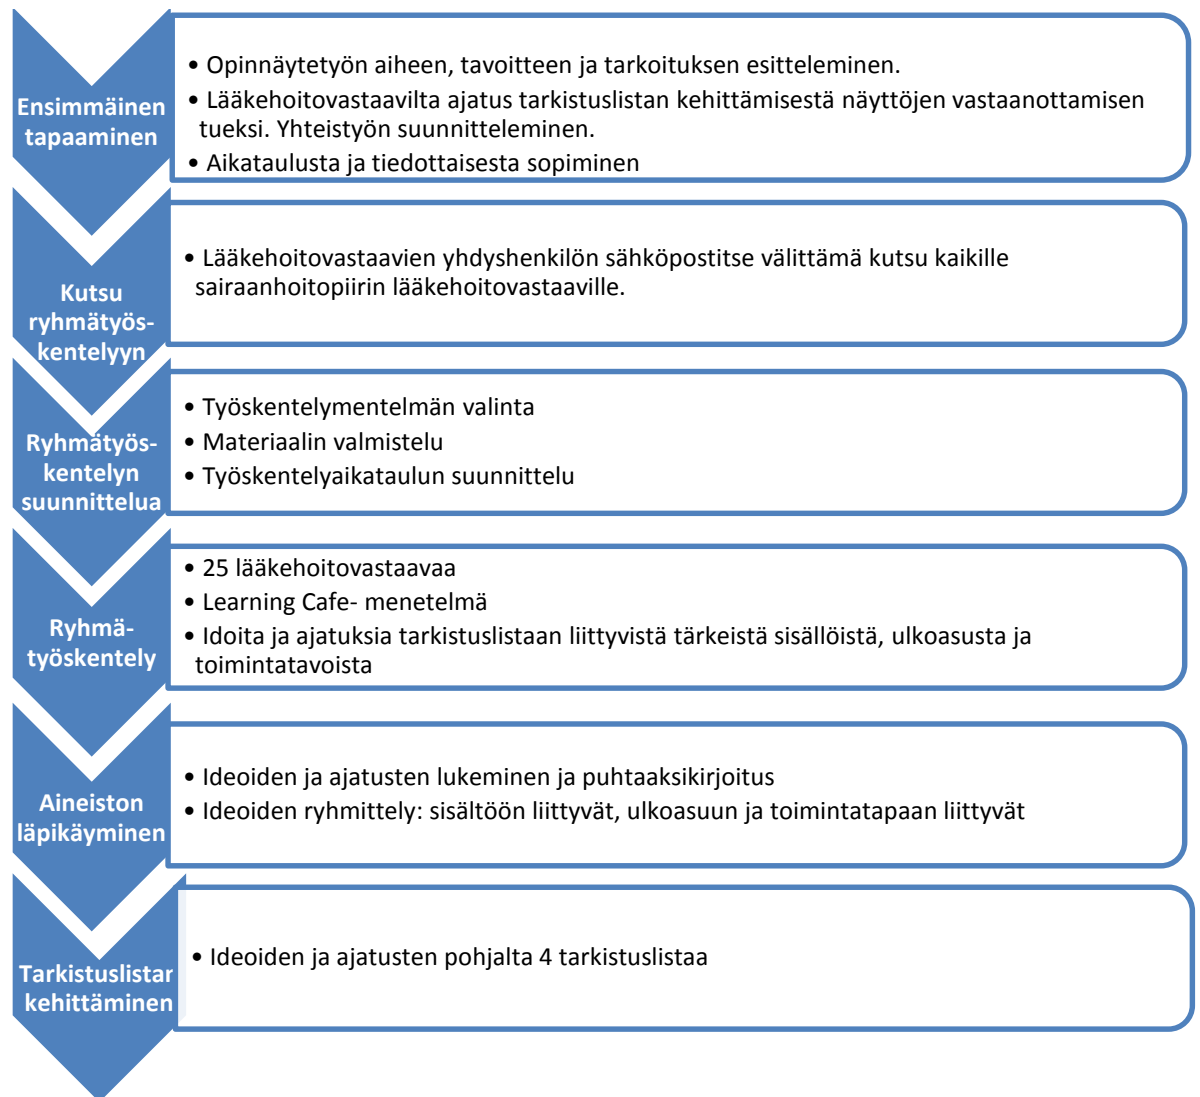 Ensimmäinen
tapaaminen
• Opinnäytetyön aiheen, tavoitteen ja tarkoituksen esitteleminen.
• Lääkehoitovastaavilta ajatus tarkistuslistan kehittämisestä näyttöjen vastaanottamisen
tueksi. Yhteistyön suunnitteleminen.
• Aikataulusta ja tiedottaisesta sopiminen
Kutsu
ryhmätyös-
kentelyyn
• Lääkehoitovastaavien yhdyshenkilön sähköpostitse välittämä kutsu kaikille
sairaanhoitopiirin lääkehoitovastaaville.
Ryhmätyös-
kentelyn
suunnittelua
• Työskentelymentelmän valinta
• Materiaalin valmistelu
• Työskentelyaikataulun suunnittelu
Ryhmä-
työskentely
• 25 lääkehoitovastaavaa
• Learning Cafe- menetelmä
• Idoita ja ajatuksia tarkistuslistaan liittyvistä tärkeistä sisällöistä, ulkoasusta ja
toimintatavoista
Aineiston
läpikäyminen
• Ideoiden ja ajatusten lukeminen ja puhtaaksikirjoitus
• Ideoiden ryhmittely: sisältöön liittyvät, ulkoasuun ja toimintatapaan liittyvät
Tarkistuslistan
kehittäminen
• Ideoiden ja ajatusten pohjalta 4 tarkistuslistaa